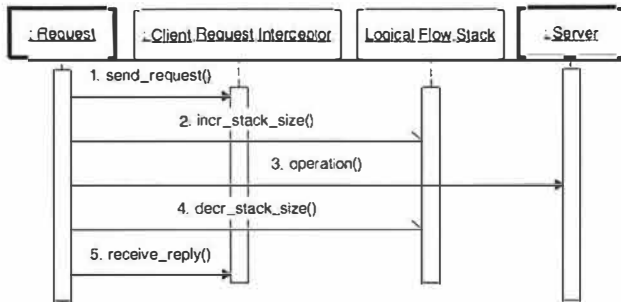 : Request
: Client Request Interceptor
Logical Flow Stack
: Server
1. send_request()
2. incr_stack_size()
3. operation()
4. decr_stack_size()
5. receive_reply()